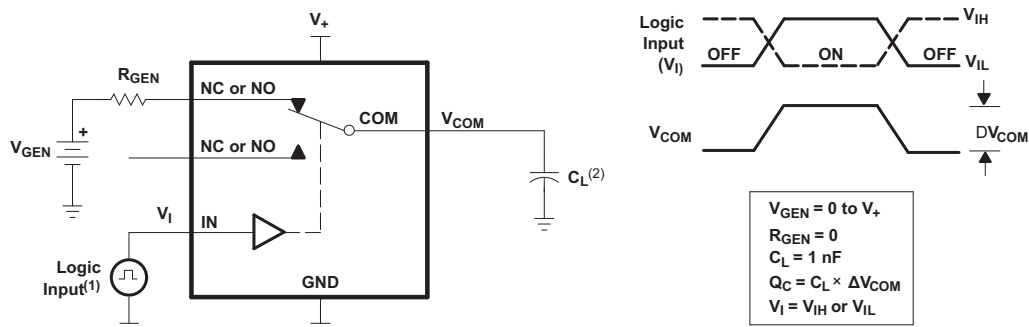 V+
RGEN
NC or NO
COM
VCOM
VGEN
+
NC or NO
CL(2)
VI
IN
Logic
Input(1)
GND
Logic
Input
(VI)
VIH
OFF
ON
OFF
VIL
VCOM
DVCOM
VGEN = 0 to V+
RGEN = 0
CL = 1 nF
QC = CL × ΔVCOM
VI = VIH or VIL